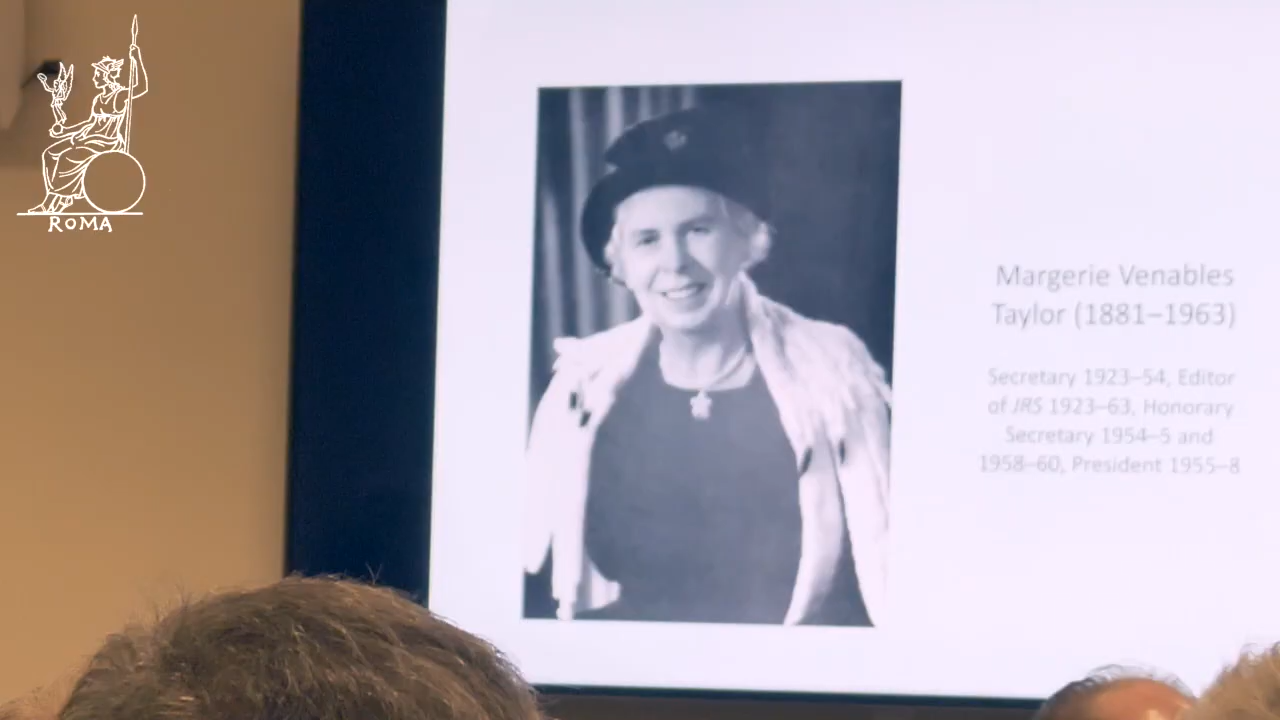 ROMA
Margerie Venables
Taylor (1881–1963)
Secretary 1923–54, Editor
of JRS 1923–63, Honorary
Secretary 1954–5 and
1958–60, President 1955–8